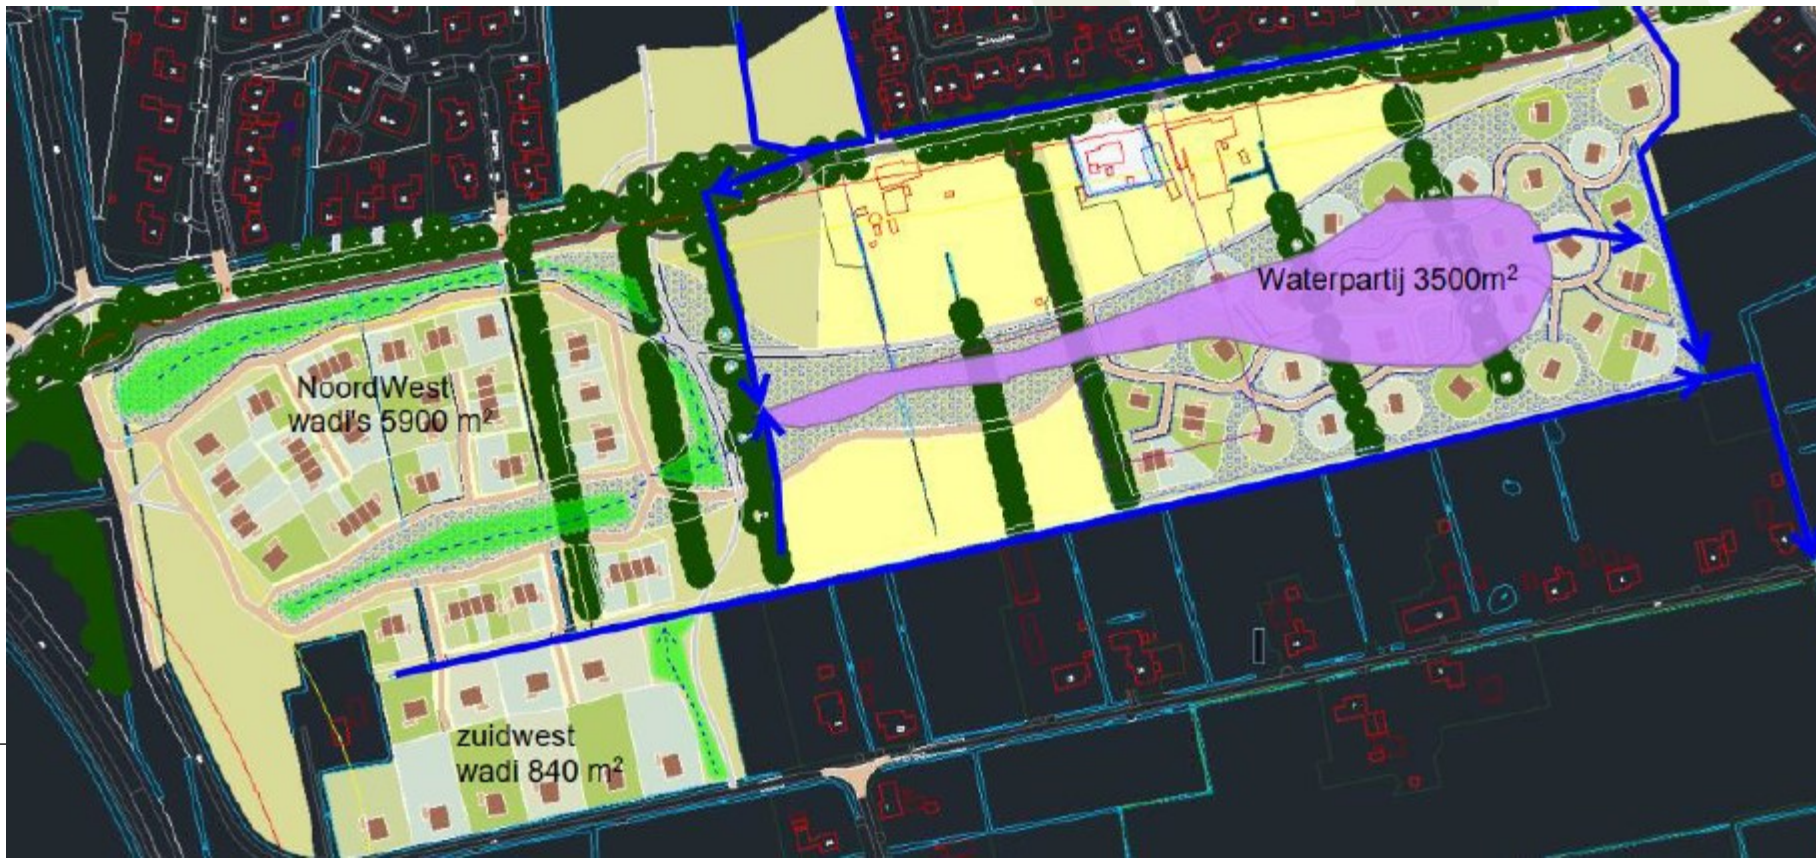 Waterpartij 3500m²
NoordWest
wadi's 5900 m²
zuidwest
wadi 840 m²